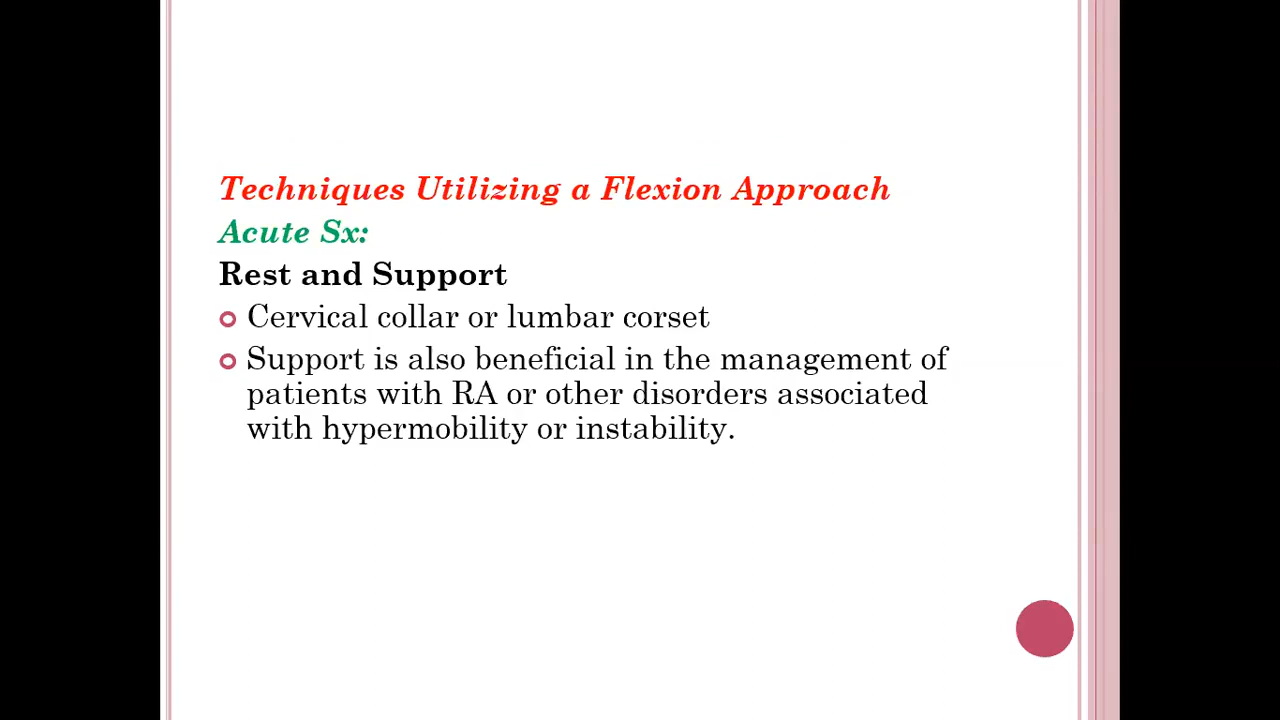 Techniques Utilizing a Flexion Approach
Acute Sx:
Rest and Support
Cervical collar or lumbar corset
Support is also beneficial in the management of
patients with RA or other disorders associated
with hypermobility or instability.